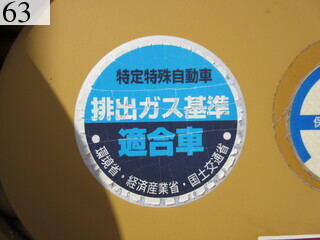 63
特定特殊自動車
排出ガス基準
適合車
・環境省・経済産業省・国土交通省・
保